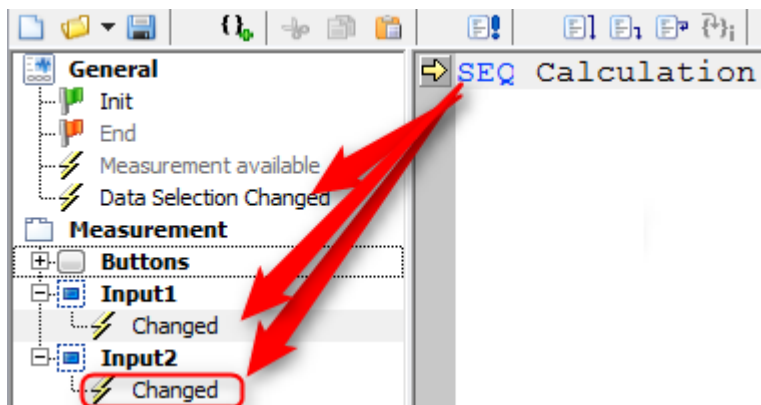 General
SEQ Calculation
Init
End
Measurement available
Data Selection Changed
Measurement
Buttons
Input1
Changed
Input2
Changed